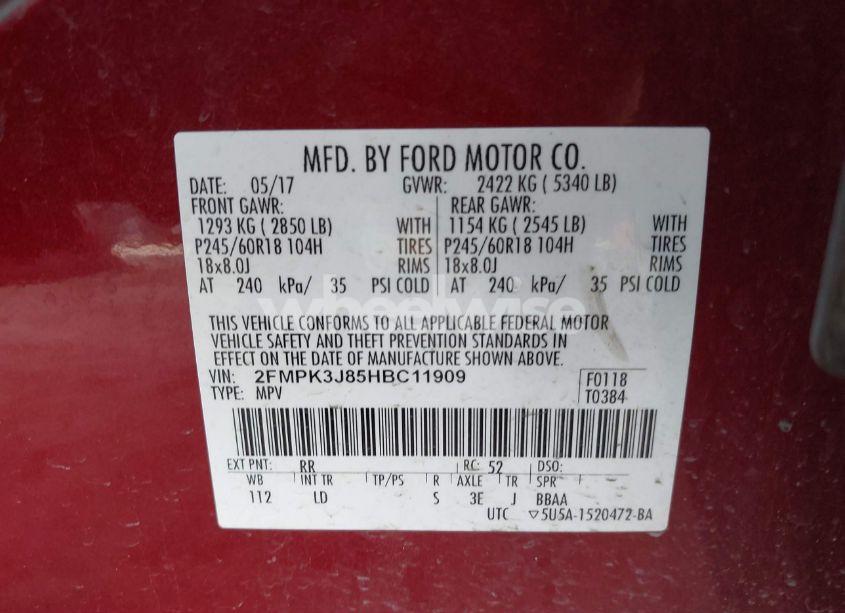 MFD. BY FORD MOTOR CO.
DATE: 05/17 GVWR: 2422 KG ( 5340 LB)
FRONT GAWR: REAR GAWR:
1293 KG ( 2850 LB) WITH 1154 KG ( 2545 LB) WITH
P245/60R18 104H TIRES P245/60R18 104H TIRES
18x8.0J RIMS 18x8.0J RIMS
AT 240 kPa/ 35 PSI COLD AT 240 kPa/ 35 PSI COLD
wheelwise
THIS VEHICLE CONFORMS TO ALL APPLICABLE FEDERAL MOTOR
VEHICLE SAFETY AND THEFT PREVENTION STANDARDS IN
EFFECT ON THE DATE OF MANUFACTURE SHOWN ABOVE.
VIN: 2FMPK3J85HBC11909 F0118
TYPE: MPV T0384
EXT PNT: RR RC: 52 DSO:
WB INT TR TP/PS R AXLE TR SPR
112 LD S 3E J BBAA
UTC ▽5U5A-1520472-BA